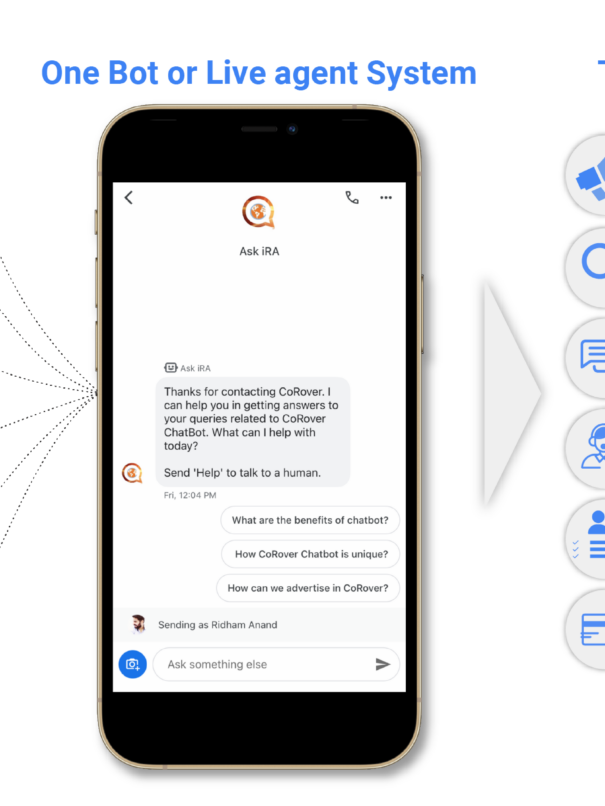 One Bot or Live agent System
Ask iRA
Ask iRA
Thanks for contacting CoRover. I
can help you in getting answers to
your queries related to CoRover
ChatBot. What can I help with
today?
Send 'Help' to talk to a human.
Fri, 12:04 PM
What are the benefits of chatbot?
How CoRover Chatbot is unique?
How can we advertise in CoRover?
Sending as Ridham Anand
Ask something else